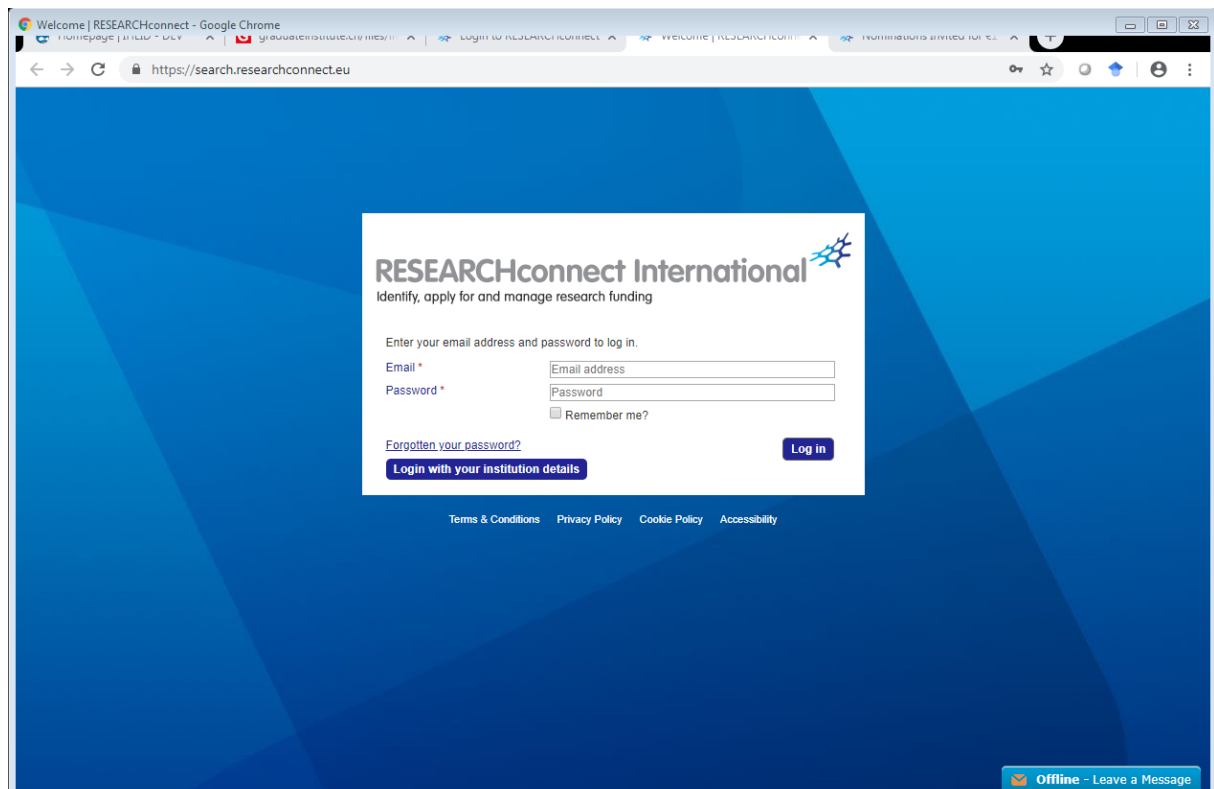 Welcome | RESEARCHconnect - Google Chrome
Homepage | IHEID - DEV
graduateinstitute.ch/files/
Login to RESEARCHconnect
Welcome | RESEARCHconn
Nominations Invited for
https://search.researchconnect.eu
RESEARCHconnect International
Identify, apply for and manage research funding
Enter your email address and password to log in.
Email * Email address
Password * Password
Remember me?
Forgotten your password?
Log in
Login with your institution details
Terms & Conditions Privacy Policy Cookie Policy Accessibility
Offline - Leave a Message